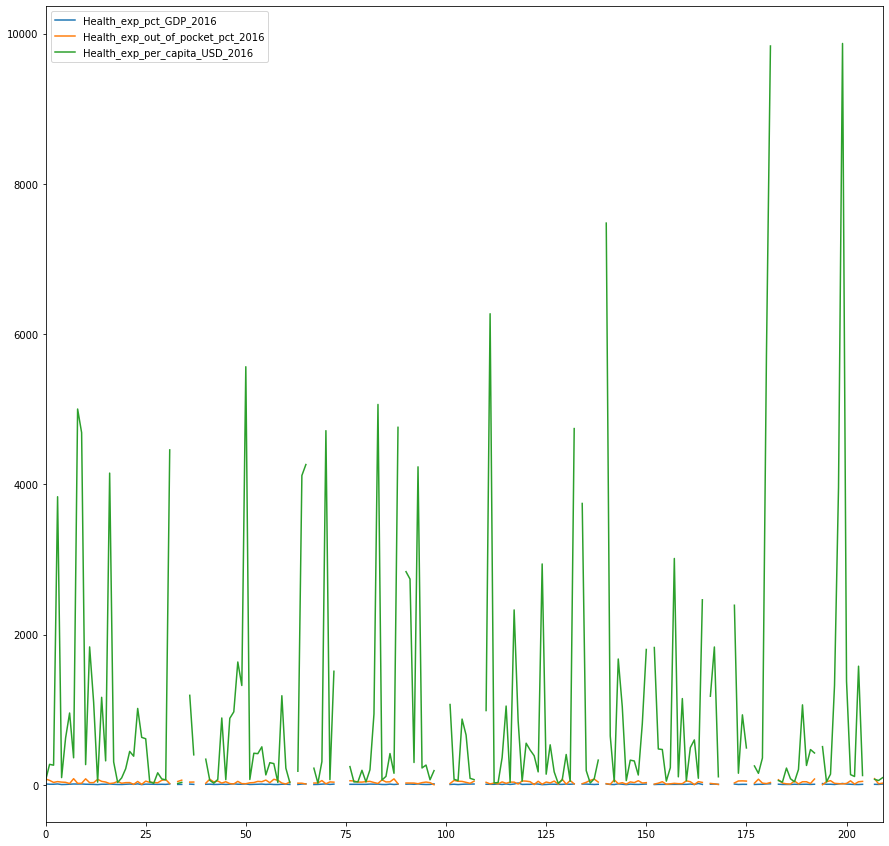 Health_exp_pct_GDP_2016
Health_exp_out_of_pocket_pct_2016
Health_exp_per_capita_USD_2016
10000
8000
6000
4000
2000
0
0 25 50 75 100 125 150 175 200